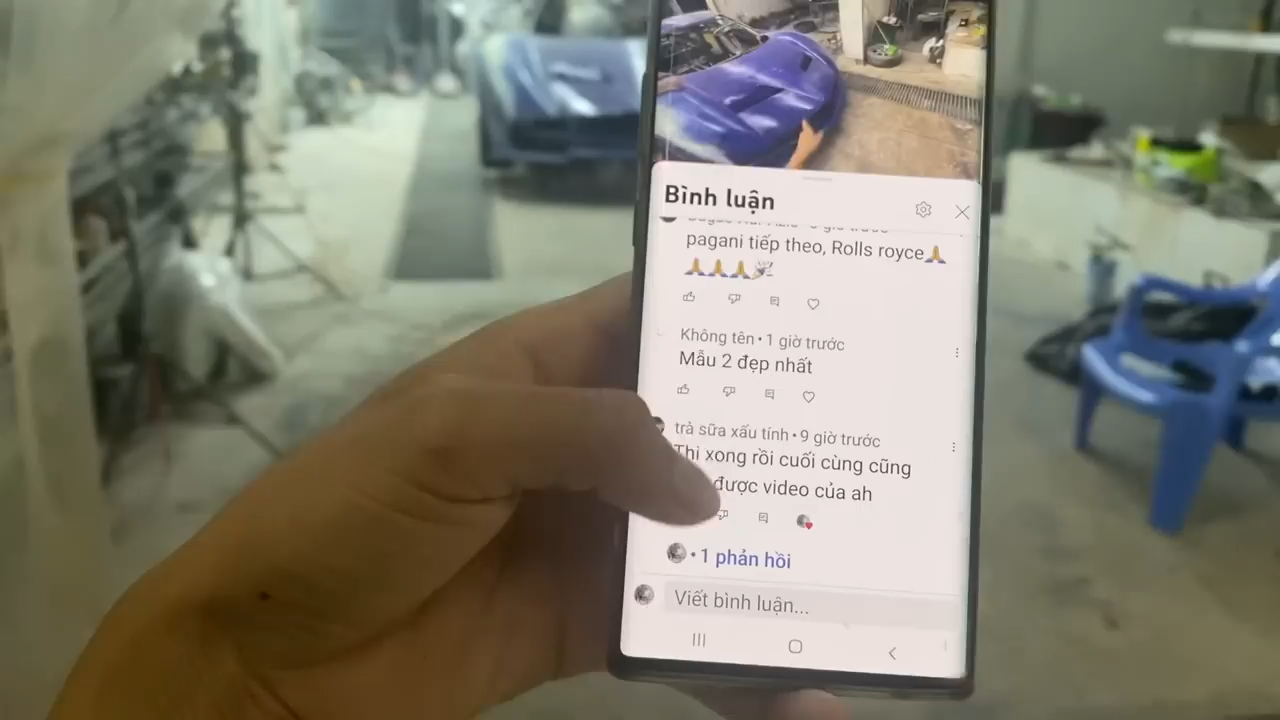 Bình luận
pagani tiếp theo, Rolls royce🙏
🙏🙏🙏🎉
Không tên • 1 giờ trước
Mẫu 2 đẹp nhất
trà sữa xấu tính • 9 giờ trước
Thi xong rồi cuối cùng cũng
được video của ah
• 1 phản hồi
Viết bình luận...